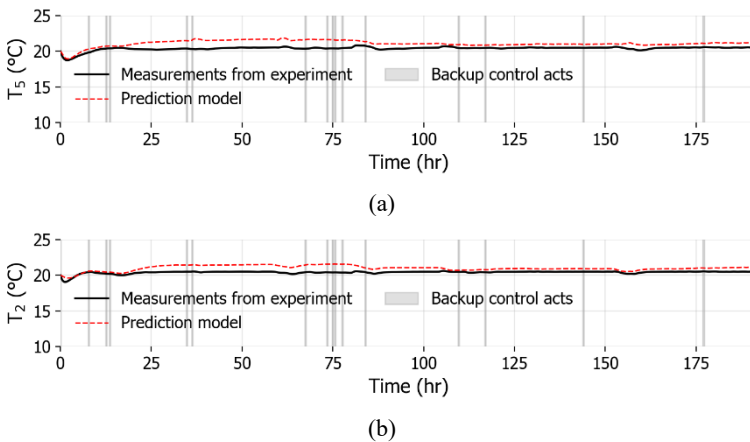 25
20
15
10
T5 (°C)
Measurements from experiment
Backup control acts
Prediction model
0 25 50 75 100 125 150 175
Time (hr)
(a)
25
20
15
10
T2 (°C)
Measurements from experiment
Backup control acts
Prediction model
0 25 50 75 100 125 150 175
Time (hr)
(b)